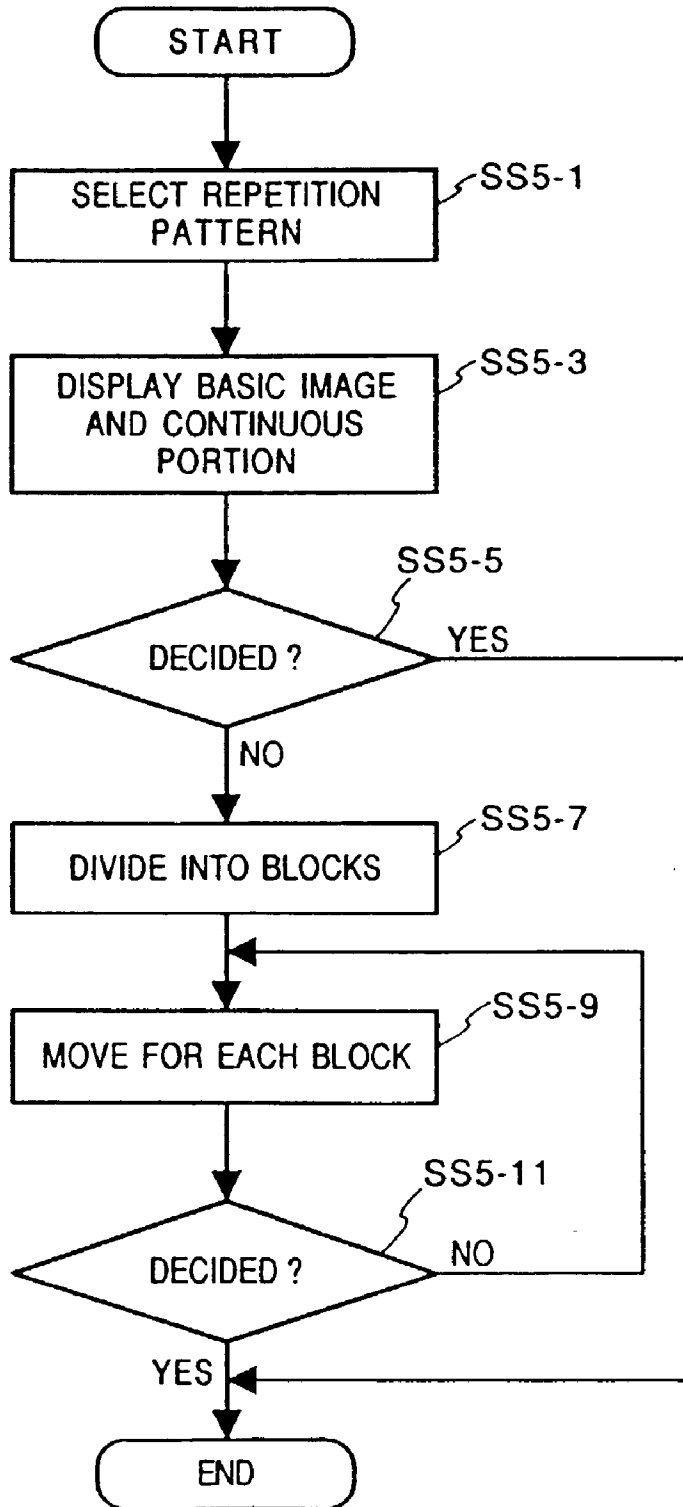 START
SS5-1
SELECT REPETITION
PATTERN
SS5-3
DISPLAY BASIC IMAGE
AND CONTINUOUS
PORTION
SS5-5
DECIDED ?
YES
NO
SS5-7
DIVIDE INTO BLOCKS
SS5-9
MOVE FOR EACH BLOCK
SS5-11
DECIDED ?
NO
YES
END